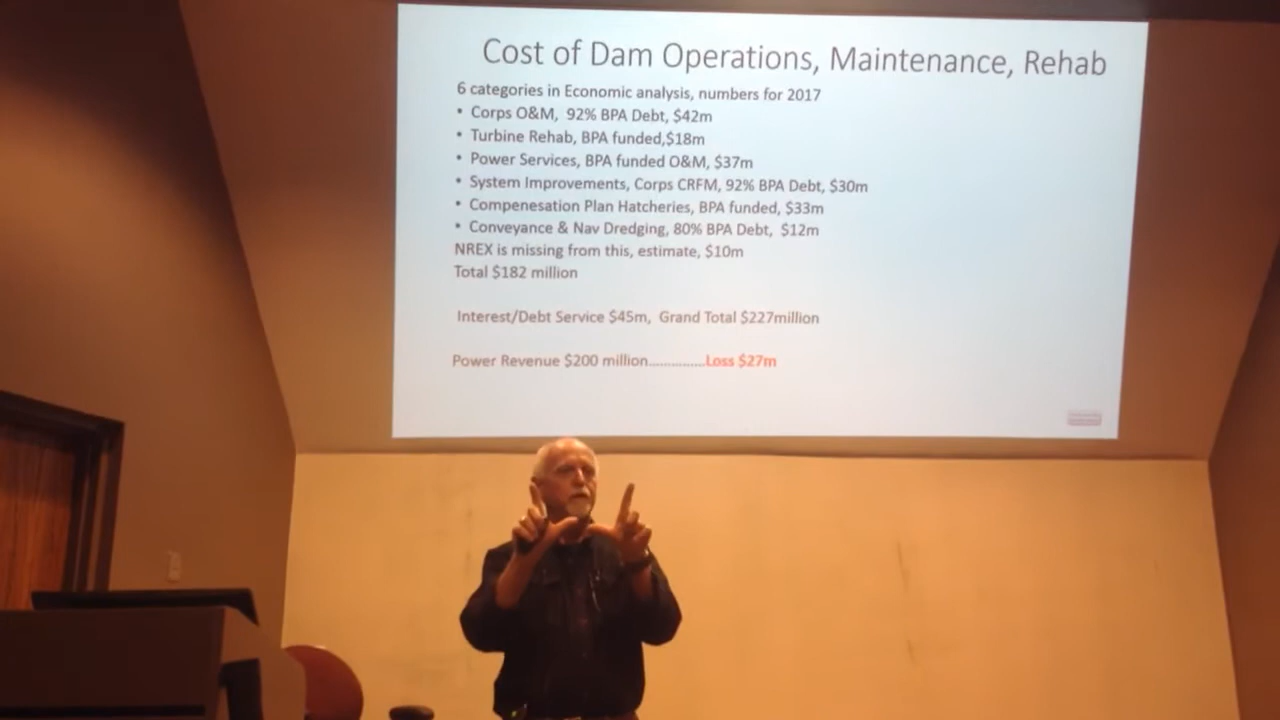 Cost of Dam Operations, Maintenance, Rehab
6 categories in Economic analysis, numbers for 2017
• Corps O&M, 92% BPA Debt, $42m
• Turbine Rehab, BPA funded,$18m
• Power Services, BPA funded O&M, $37m
• System Improvements, Corps CRFM, 92% BPA Debt, $30m
• Compenesation Plan Hatcheries, BPA funded, $33m
• Conveyance & Nav Dredging, 80% BPA Debt, $12m
NREX is missing from this, estimate, $10m
Total $182 million
Interest/Debt Service $45m, Grand Total $227million
Power Revenue $200 million...............Loss $27m